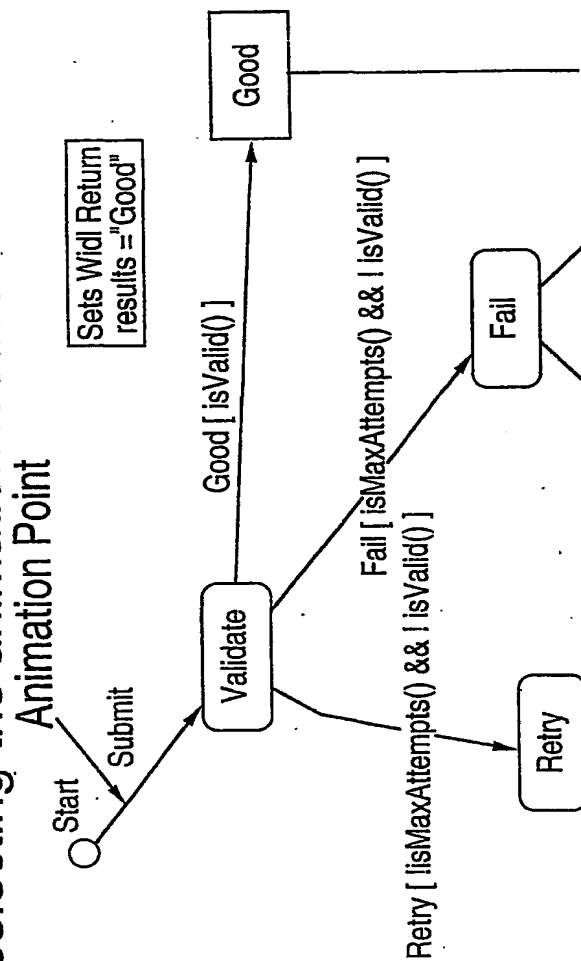 Animation Point
Start
Submit
Sets Widl Return
results ="Good"
Validate
Good [ isValid() ]
Good
Fail [ isMaxAttempts() && ! isValid() ]
Fail
Retry [ !isMaxAttempts() && ! isValid() ]
Retry